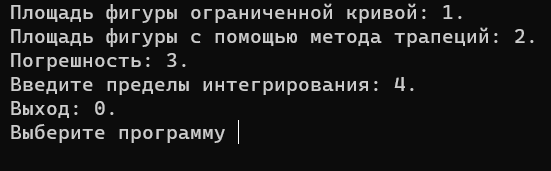 Площадь фигуры ограниченной кривой: 1.
Площадь фигуры с помощью метода трапеций: 2.
Погрешность: 3.
Введите пределы интегрирования: 4.
Выход: 0.
Выберите программу